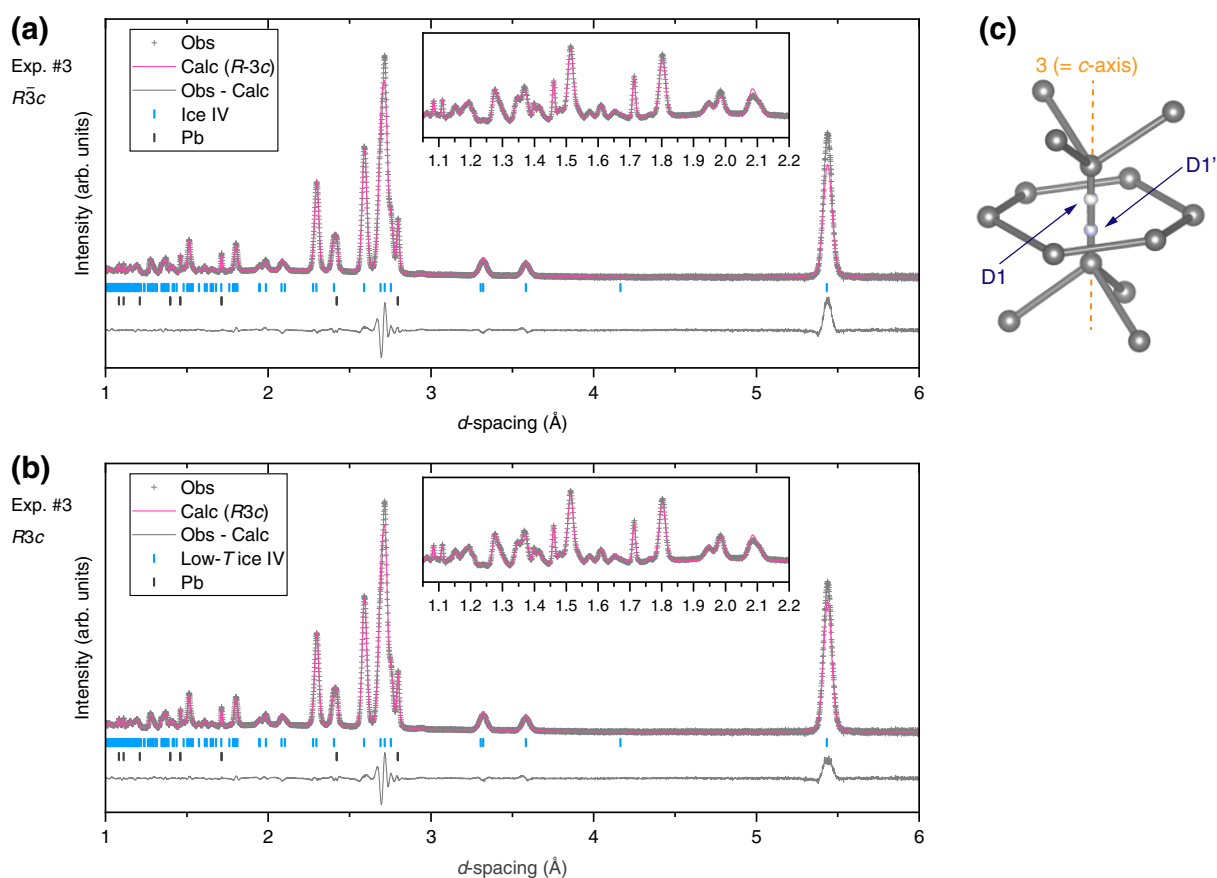 (a)
Exp. #3
R3̄c
Obs
Calc (R-3c)
Obs - Calc
Ice IV
Pb
1.1 1.2 1.3 1.4 1.5 1.6 1.7 1.8 1.9 2.0 2.1 2.2
Intensity (arb. units)
1 2 3 4 5 6
d-spacing (Å)
(b)
Exp. #3
R3c
Obs
Calc (R3c)
Obs - Calc
Low-T ice IV
Pb
1.1 1.2 1.3 1.4 1.5 1.6 1.7 1.8 1.9 2.0 2.1 2.2
Intensity (arb. units)
1 2 3 4 5 6
d-spacing (Å)
(c)
3 (= c-axis)
D1'
D1